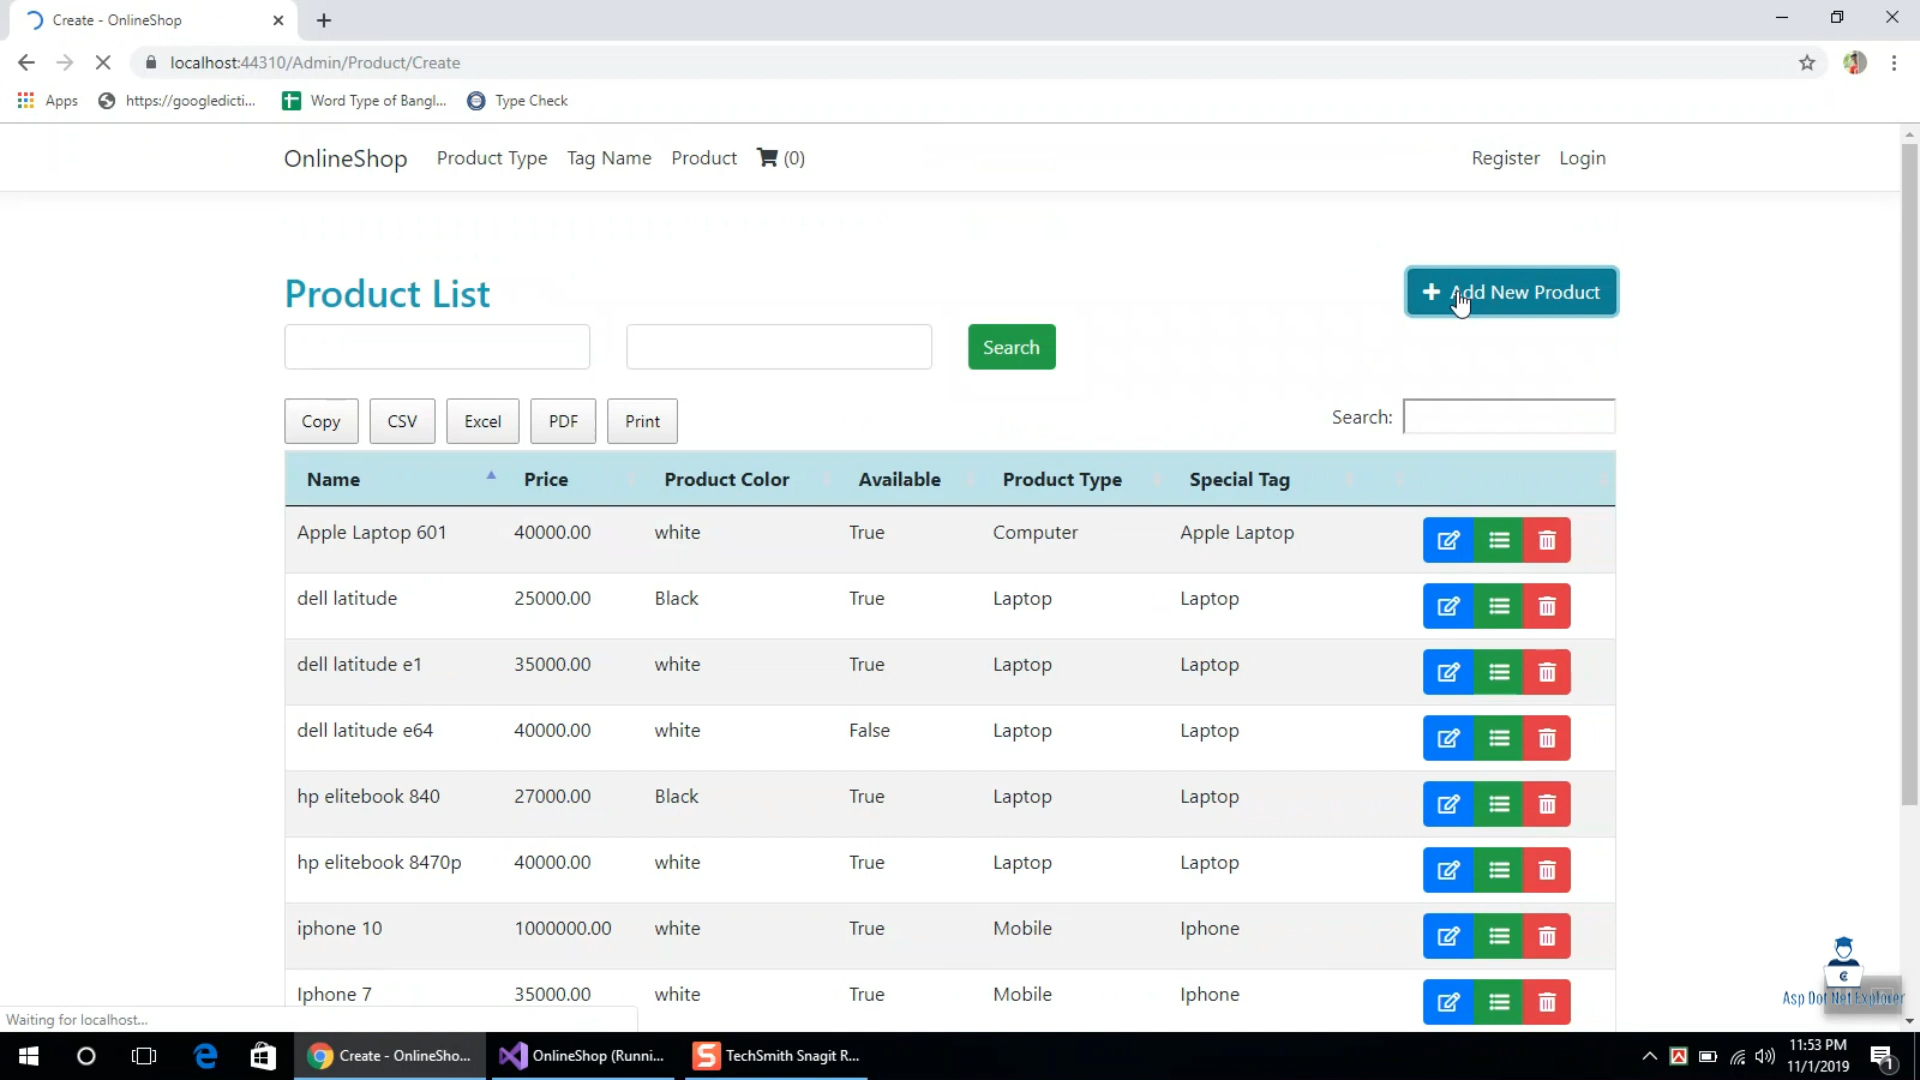 Create - OnlineShop
localhost:44310/Admin/Product/Create
Apps https://googledicti... Word Type of Bangl... Type Check
OnlineShop Product Type Tag Name Product (0) Register Login
Product List
Add New Product
Search
Copy CSV Excel PDF Print Search:
Name Price Product Color Available Product Type Special Tag
Apple Laptop 601 40000.00 white True Computer Apple Laptop
dell latitude 25000.00 Black True Laptop Laptop
dell latitude e1 35000.00 white True Laptop Laptop
dell latitude e64 40000.00 white False Laptop Laptop
hp elitebook 840 27000.00 Black True Laptop Laptop
hp elitebook 8470p 40000.00 white True Laptop Laptop
iphone 10 1000000.00 white True Mobile Iphone
Iphone 7 35000.00 white True Mobile Iphone
Asp Dot Net Explorer
Waiting for localhost...
Create - OnlineSho... OnlineShop (Runni... TechSmith Snagit R...
11:53 PM
11/1/2019
1